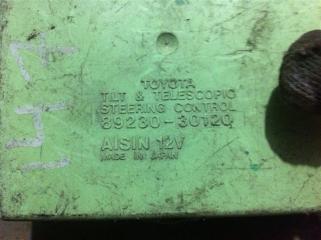 TOYOTA
TILT & TELESCOPIC
STEERING CONTROL
89230-30120
AISIN 12V
MADE IN JAPAN